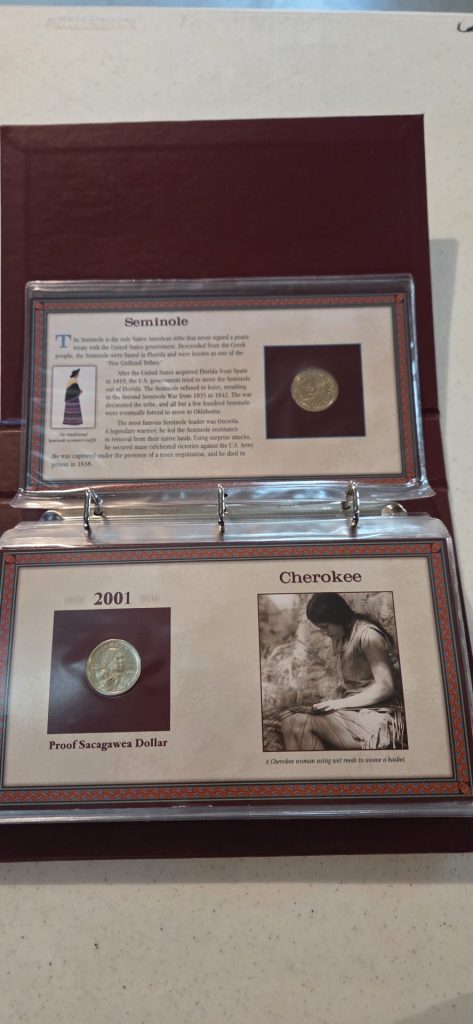 Seminole
The Seminole is the only Native American tribe that never signed a peace
treaty with the United States government. Descended from the Creek
people, the Seminole were based in Florida and were known as one of the
"Five Civilized Tribes."
After the United States acquired Florida from Spain
in 1819, the U.S. government tried to move the Seminole
out of Florida. The Seminole refused to leave, resulting
in the Second Seminole War from 1835 to 1842. The war
decimated the tribe, and all but a few hundred Seminole
were eventually forced to move to Oklahoma.
The most famous Seminole leader was Osceola.
A legendary warrior, he led the Seminole resistance
to removal from their native lands. Using surprise attacks,
he secured many celebrated victories against the U.S. Army
He was captured under the pretense of a truce negotiation, and he died in
prison in 1838.
The traditional
Seminole woman's outfit
2001
Proof Sacagawea Dollar
Cherokee
A Cherokee woman using wet reeds to weave a basket.